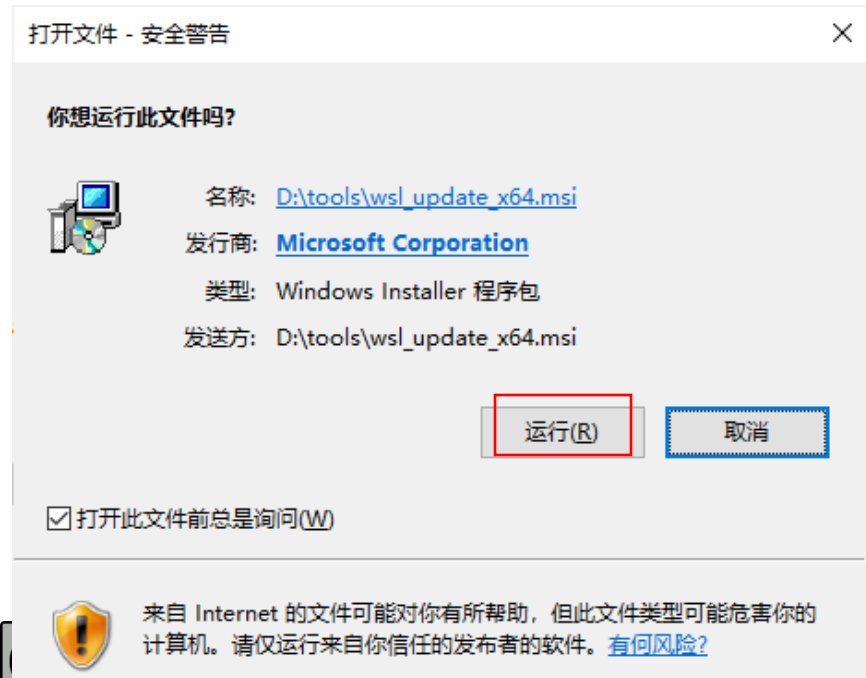 打开文件 - 安全警告
你想运行此文件吗?
名称: D:\tools\wsl_update_x64.msi
发行商: Microsoft Corporation
类型: Windows Installer 程序包
发送方: D:\tools\wsl_update_x64.msi
运行(R) 取消
打开此文件前总是询问(W)
来自 Internet 的文件可能对你有所帮助，但此文件类型可能危害你的
计算机。请仅运行来自你信任的发布者的软件。有何风险?